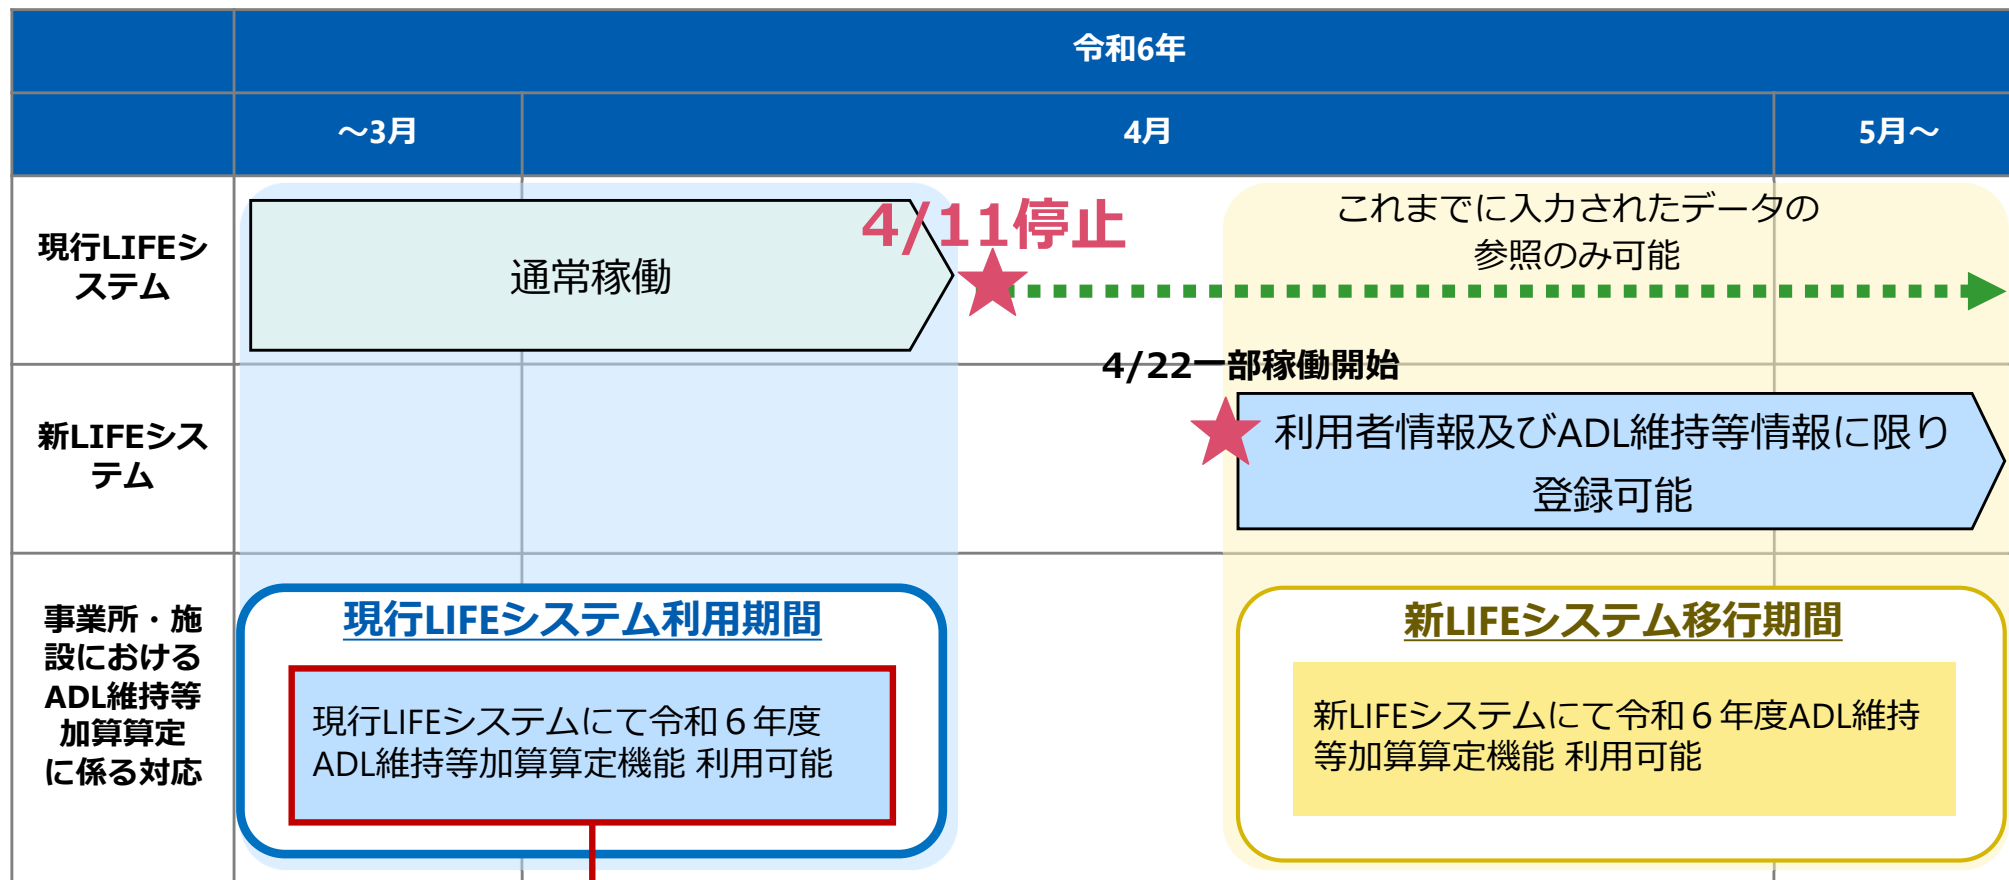 令和6年
～3月
4月
5月～
現行LIFEシ
ステム
通常稼働
4/11停止
これまでに入力されたデータの
参照のみ可能
新LIFEシス
テム
4/22一部稼働開始
利用者情報及びADL維持等情報に限り
登録可能
事業所・施
設における
ADL維持等
加算算定
に係る対応
現行LIFEシステム利用期間
現行LIFEシステムにて令和６年度
ADL維持等加算算定機能 利用可能
新LIFEシステム移行期間
新LIFEシステムにて令和６年度ADL維持
等加算算定機能 利用可能